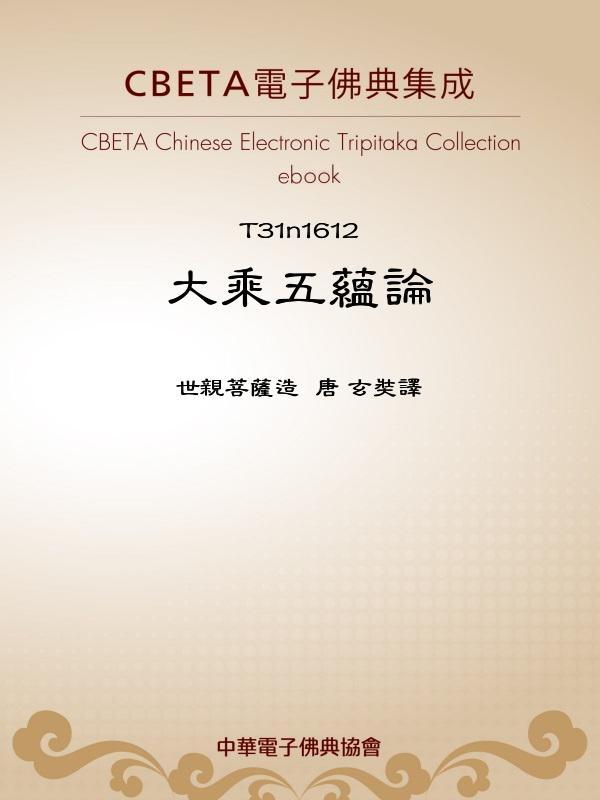 CBETA電子佛典集成
CBETA Chinese Electronic Tripitaka Collection
ebook
T31n1612
大乘五蘊論
世親菩薩造 唐 玄奘譯
中華電子佛典協會